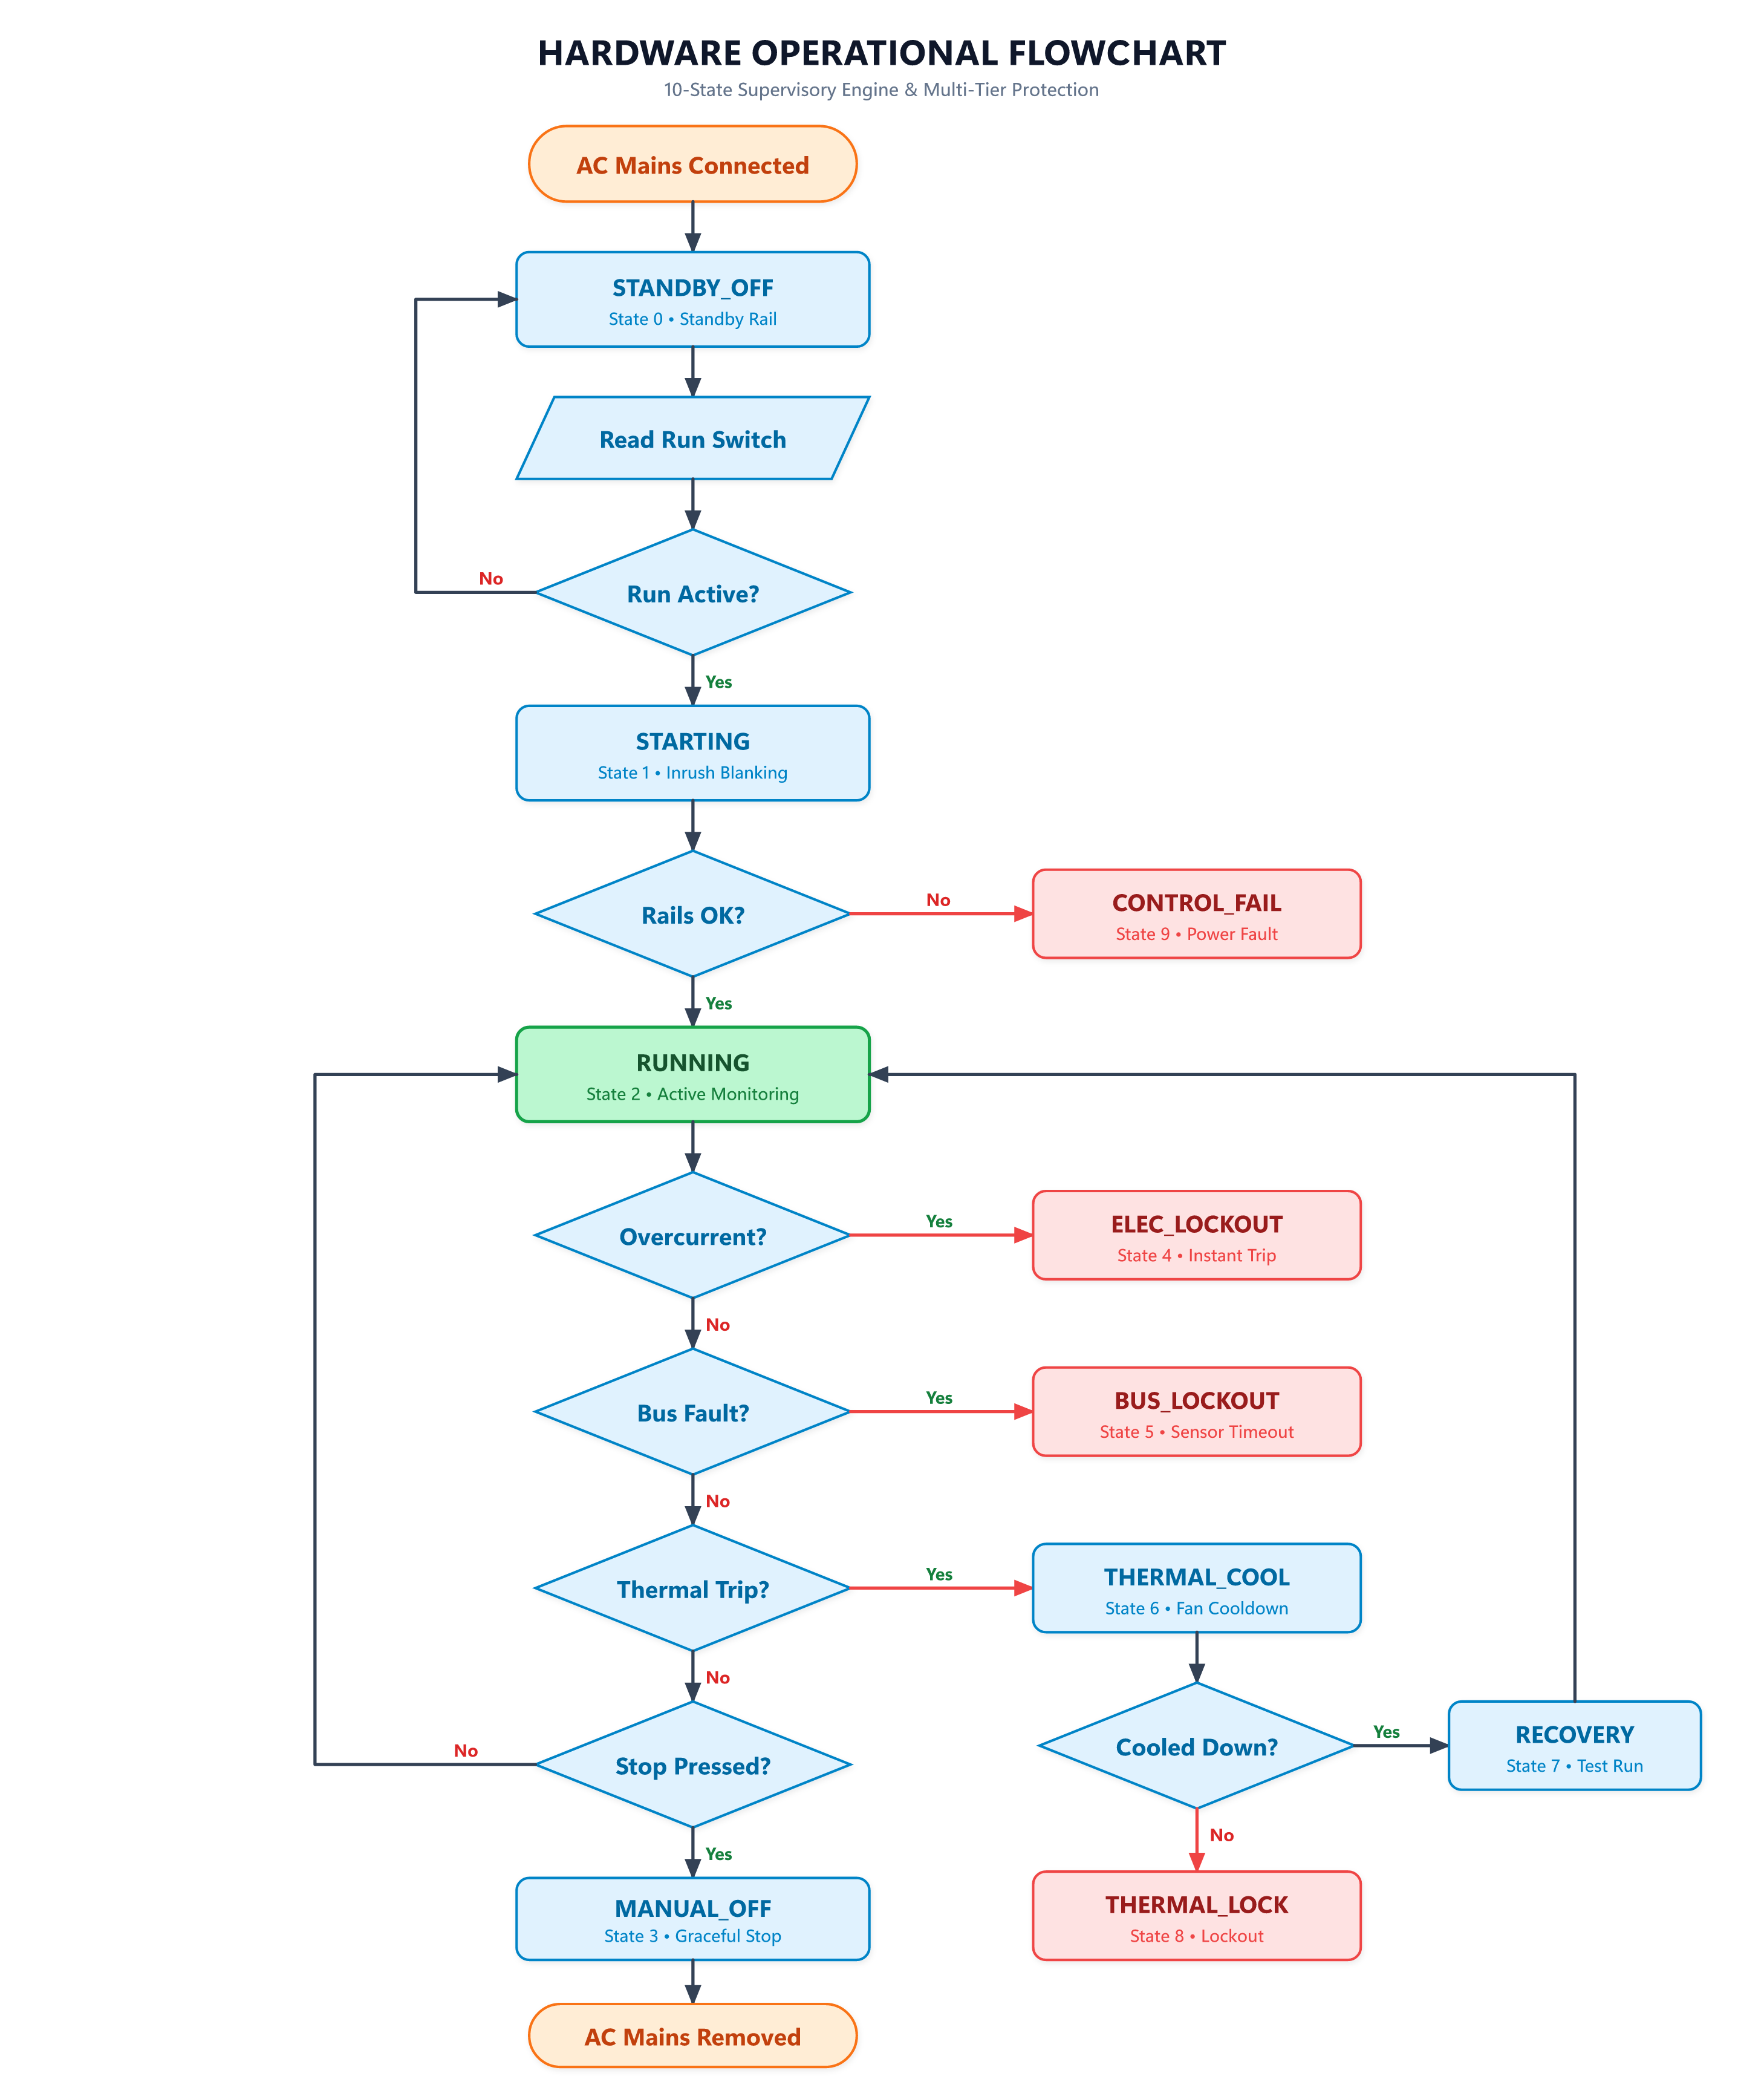 HARDWARE OPERATIONAL FLOWCHART
10-State Supervisory Engine & Multi-Tier Protection
AC Mains Connected
STANDBY_OFF
State 0 • Standby Rail
Read Run Switch
Run Active?
No
Yes
STARTING
State 1 • Inrush Blanking
Rails OK?
No
CONTROL_FAIL
State 9 • Power Fault
Yes
RUNNING
State 2 • Active Monitoring
Overcurrent?
Yes
ELEC_LOCKOUT
State 4 • Instant Trip
No
Bus Fault?
Yes
BUS_LOCKOUT
State 5 • Sensor Timeout
No
Thermal Trip?
Yes
THERMAL_COOL
State 6 • Fan Cooldown
No
Stop Pressed?
No
Cooled Down?
Yes
RECOVERY
State 7 • Test Run
Yes
No
MANUAL_OFF
State 3 • Graceful Stop
THERMAL_LOCK
State 8 • Lockout
AC Mains Removed